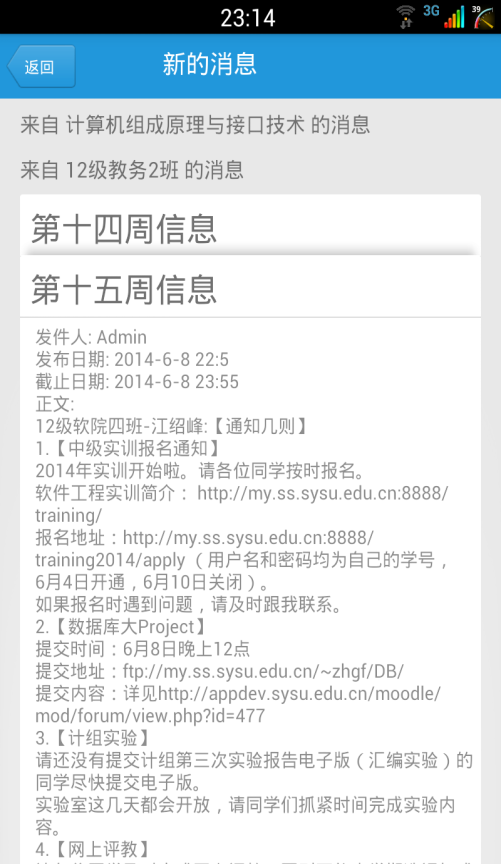 23:14
3G
39
返回
新的消息
来自 计算机组成原理与接口技术 的消息
来自 12级教务2班 的消息
第十四周信息
第十五周信息
发件人: Admin
发布日期: 2014-6-8 22:5
截止日期: 2014-6-8 23:55
正文:
12级软院四班-江绍峰:【通知几则】
1.【中级实训报名通知】
2014年实训开始啦。请各位同学按时报名。
软件工程实训简介： http://my.ss.sysu.edu.cn:8888/
training/
报名地址：http://my.ss.sysu.edu.cn:8888/
training2014/apply （用户名和密码均为自己的学号，
6月4日开通，6月10日关闭）。
如果报名时遇到问题，请及时跟我联系。
2.【数据库大Project】
提交时间：6月8日晚上12点
提交地址：ftp://my.ss.sysu.edu.cn/~zhgf/DB/
提交内容：详见http://appdev.sysu.edu.cn/moodle/
mod/forum/view.php?id=477
3.【计组实验】
请还没有提交计组第三次实验报告电子版（汇编实验）的
同学尽快提交电子版。
实验室这几天都会开放，请同学们抓紧时间完成实验内
容。
4.【网上评教】